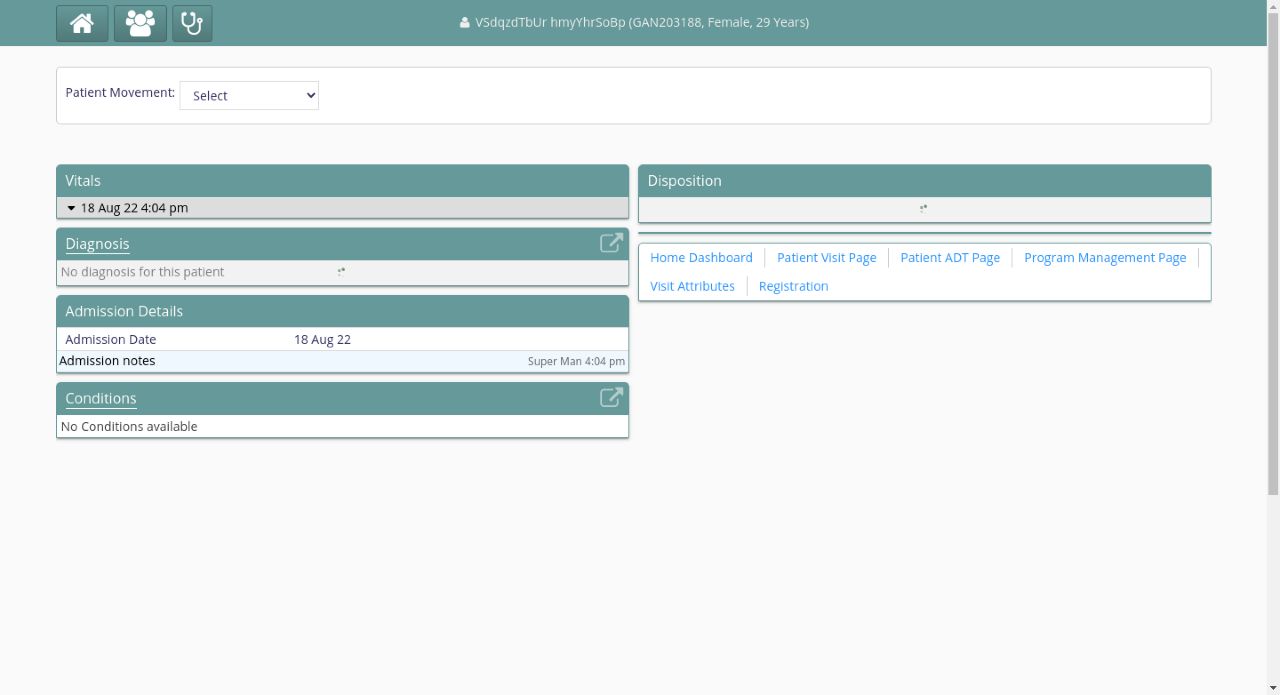 VSdqzdTbUr hmyYhrSoBp (GAN203188, Female, 29 Years)
Patient Movement: Select
Vitals
18 Aug 22 4:04 pm
Diagnosis
No diagnosis for this patient
Admission Details
Admission Date 18 Aug 22
Admission notes Super Man 4:04 pm
Conditions
No Conditions available
Disposition
Home Dashboard Patient Visit Page Patient ADT Page Program Management Page
Visit Attributes Registration